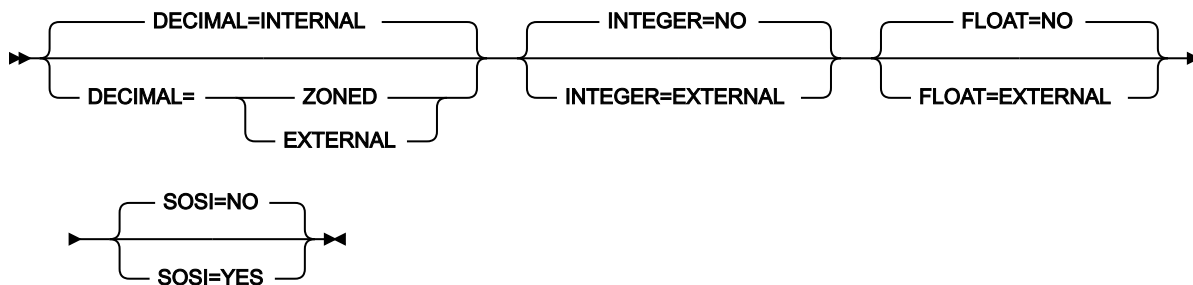 DECIMAL=INTERNAL INTEGER=NO FLOAT=NO
DECIMAL= ZONED INTEGER=EXTERNAL FLOAT=EXTERNAL
EXTERNAL
SOSI=NO
SOSI=YES